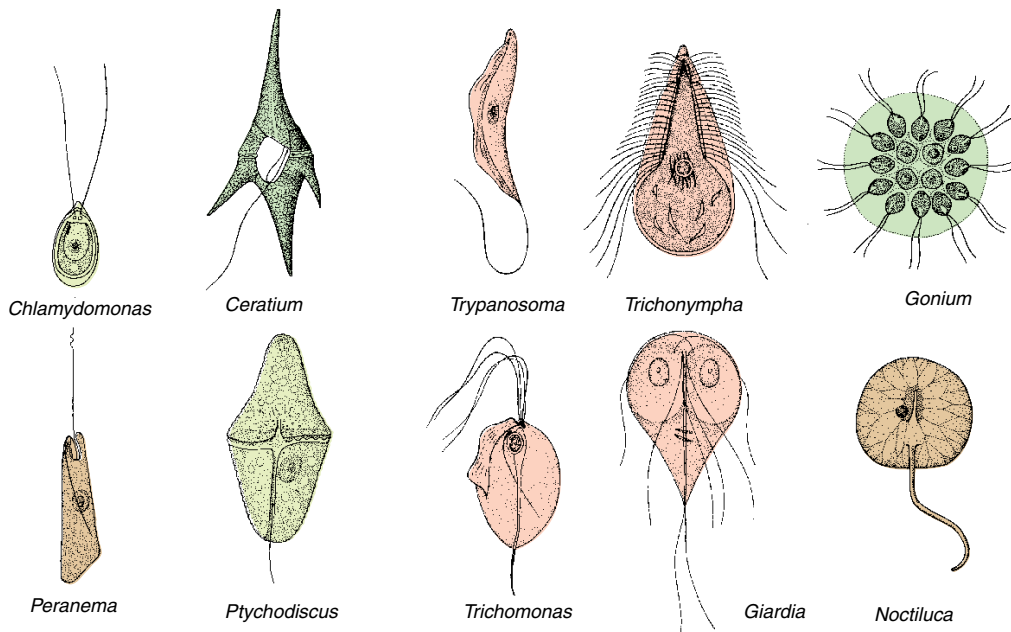 Chlamydomonas
Ceratium
Trypanosoma
Trichonympha
Gonium
Peranema
Ptychodiscus
Trichomonas
Giardia
Noctiluca